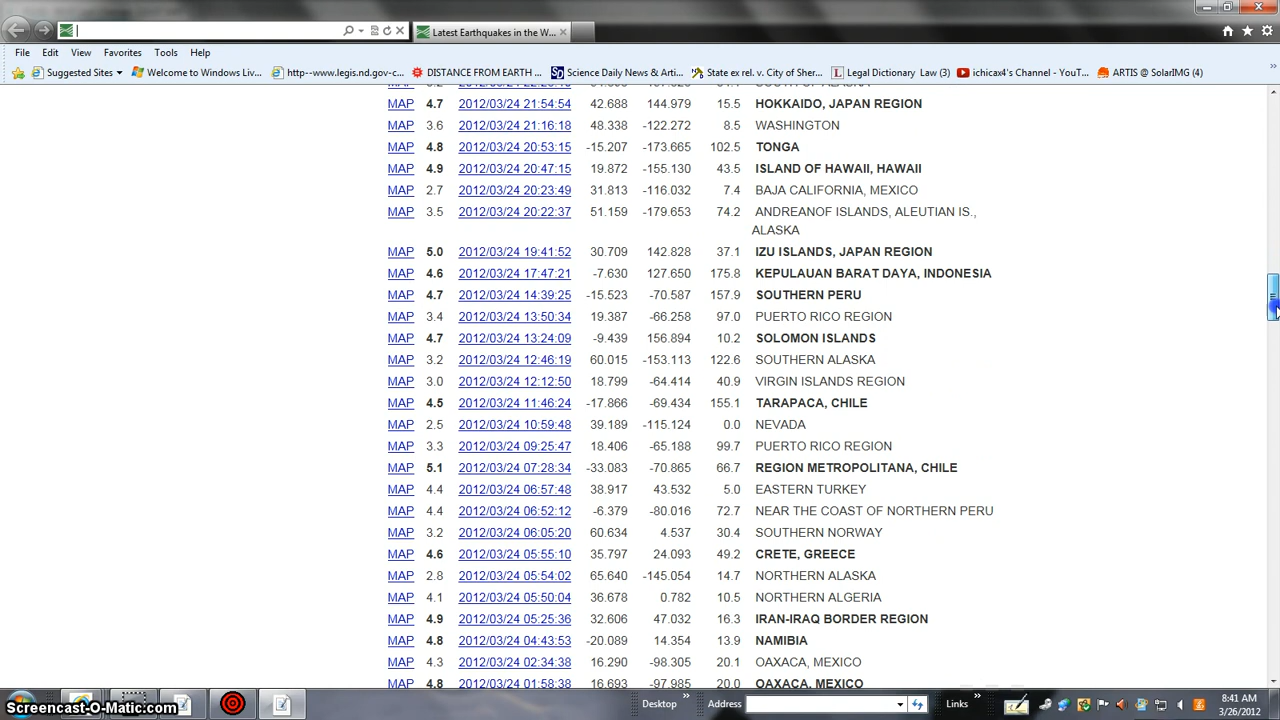 Latest Earthquakes in the W...
File Edit View Favorites Tools Help
Suggested Sites Welcome to Windows Liv... http--www.legis.nd.gov-c... DISTANCE FROM EARTH ... Science Daily News & Arti... State ex rel. v. City of Sher... Legal Dictionary Law (3) ichicax4's Channel - YouT... ARTIS @ SolarIMG (4)
MAP 4.7 2012/03/24 21:54:54 42.688 144.979 15.5 HOKKAIDO, JAPAN REGION
MAP 3.6 2012/03/24 21:16:18 48.338 -122.272 8.5 WASHINGTON
MAP 4.8 2012/03/24 20:53:15 -15.207 -173.665 102.5 TONGA
MAP 4.9 2012/03/24 20:47:15 19.872 -155.130 43.5 ISLAND OF HAWAII, HAWAII
MAP 2.7 2012/03/24 20:23:49 31.813 -116.032 7.4 BAJA CALIFORNIA, MEXICO
MAP 3.5 2012/03/24 20:22:37 51.159 -179.653 74.2 ANDREANOF ISLANDS, ALEUTIAN IS.,
ALASKA
MAP 5.0 2012/03/24 19:41:52 30.709 142.828 37.1 IZU ISLANDS, JAPAN REGION
MAP 4.6 2012/03/24 17:47:21 -7.630 127.650 175.8 KEPULAUAN BARAT DAYA, INDONESIA
MAP 4.7 2012/03/24 14:39:25 -15.523 -70.587 157.9 SOUTHERN PERU
MAP 3.4 2012/03/24 13:50:34 19.387 -66.258 97.0 PUERTO RICO REGION
MAP 4.7 2012/03/24 13:24:09 -9.439 156.894 10.2 SOLOMON ISLANDS
MAP 3.2 2012/03/24 12:46:19 60.015 -153.113 122.6 SOUTHERN ALASKA
MAP 3.0 2012/03/24 12:12:50 18.799 -64.414 40.9 VIRGIN ISLANDS REGION
MAP 4.5 2012/03/24 11:46:24 -17.866 -69.434 155.1 TARAPACA, CHILE
MAP 2.5 2012/03/24 10:59:48 39.189 -115.124 0.0 NEVADA
MAP 3.3 2012/03/24 09:25:47 18.406 -65.188 99.7 PUERTO RICO REGION
MAP 5.1 2012/03/24 07:28:34 -33.083 -70.865 66.7 REGION METROPOLITANA, CHILE
MAP 4.4 2012/03/24 06:57:48 38.917 43.532 5.0 EASTERN TURKEY
MAP 4.4 2012/03/24 06:52:12 -6.379 -80.016 72.7 NEAR THE COAST OF NORTHERN PERU
MAP 3.2 2012/03/24 06:05:20 60.634 4.537 30.4 SOUTHERN NORWAY
MAP 4.6 2012/03/24 05:55:10 35.797 24.093 49.2 CRETE, GREECE
MAP 2.8 2012/03/24 05:54:02 65.640 -145.054 14.7 NORTHERN ALASKA
MAP 4.1 2012/03/24 05:50:04 36.678 0.782 10.5 NORTHERN ALGERIA
MAP 4.9 2012/03/24 05:25:36 32.606 47.032 16.3 IRAN-IRAQ BORDER REGION
MAP 4.8 2012/03/24 04:43:53 -20.089 14.354 13.9 NAMIBIA
MAP 4.3 2012/03/24 02:34:38 16.290 -98.305 20.1 OAXACA, MEXICO
MAP 4.8 2012/03/24 01:58:38 16.693 -97.985 20.0 OAXACA, MEXICO
Screencast-O-Matic.com Desktop Address Links 8:41 AM
3/26/2012